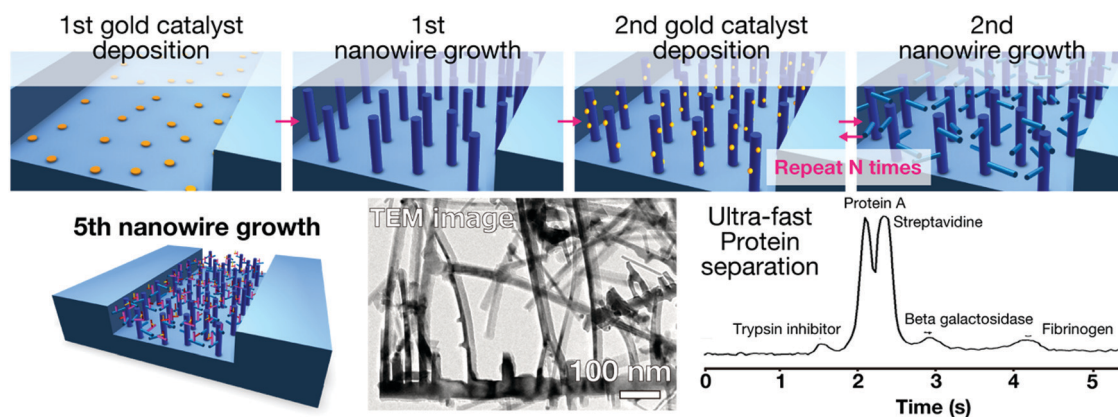 1st gold catalyst
deposition
1st
nanowire growth
2nd gold catalyst
deposition
2nd
nanowire growth
Repeat N times
5th nanowire growth
TEM image
100 nm
Ultra-fast
Protein
separation
Protein A
Streptavidine
Trypsin inhibitor
Beta galactosidase
Fibrinogen
0 1 2 3 4 5
Time (s)